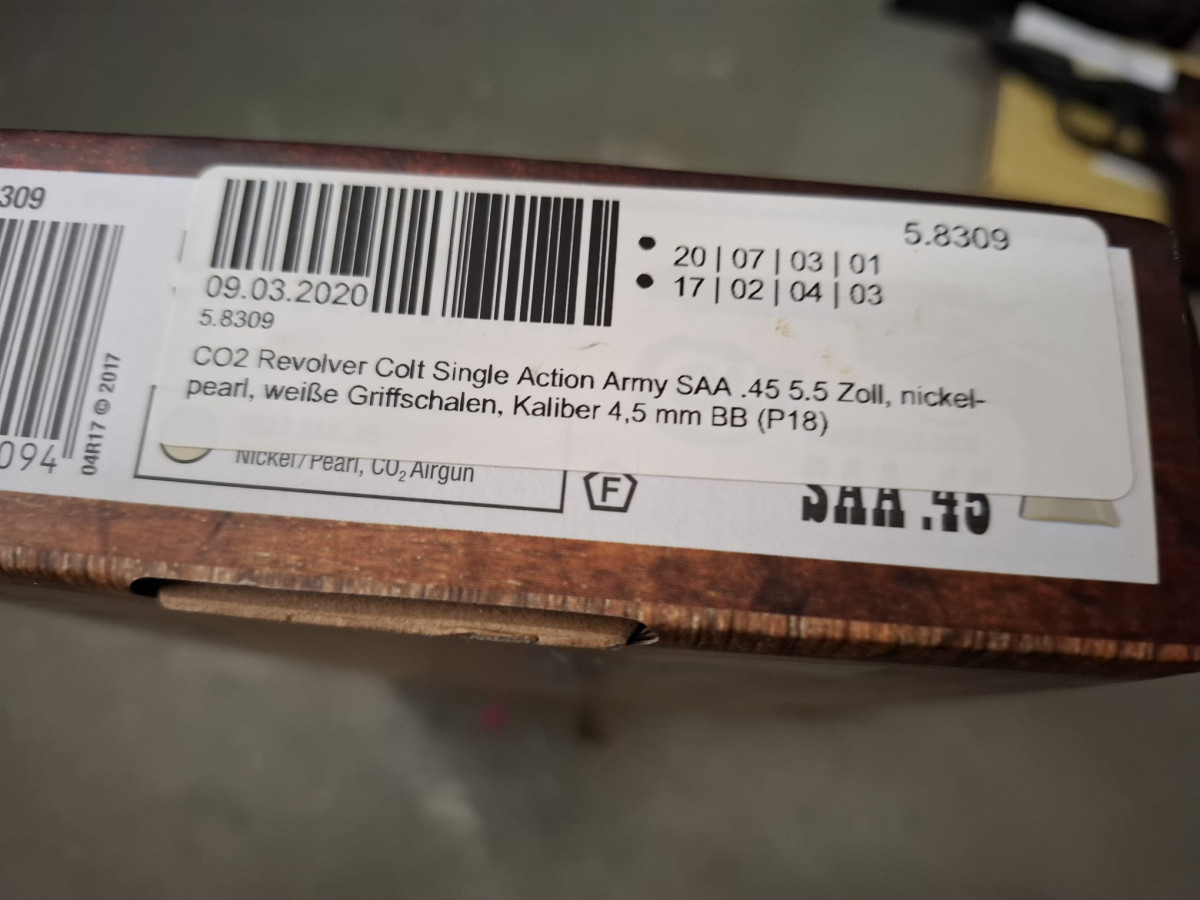 309
5.8309
20 | 07 | 03 | 01
17 | 02 | 04 | 03
09.03.2020
5.8309
CO2 Revolver Colt Single Action Army SAA .45 5.5 Zoll, nickel-
pearl, weiße Griffschalen, Kaliber 4,5 mm BB (P18)
04R17 © 2017
094
Nickel/Pearl, CO₂ Airgun
F
SAA .45